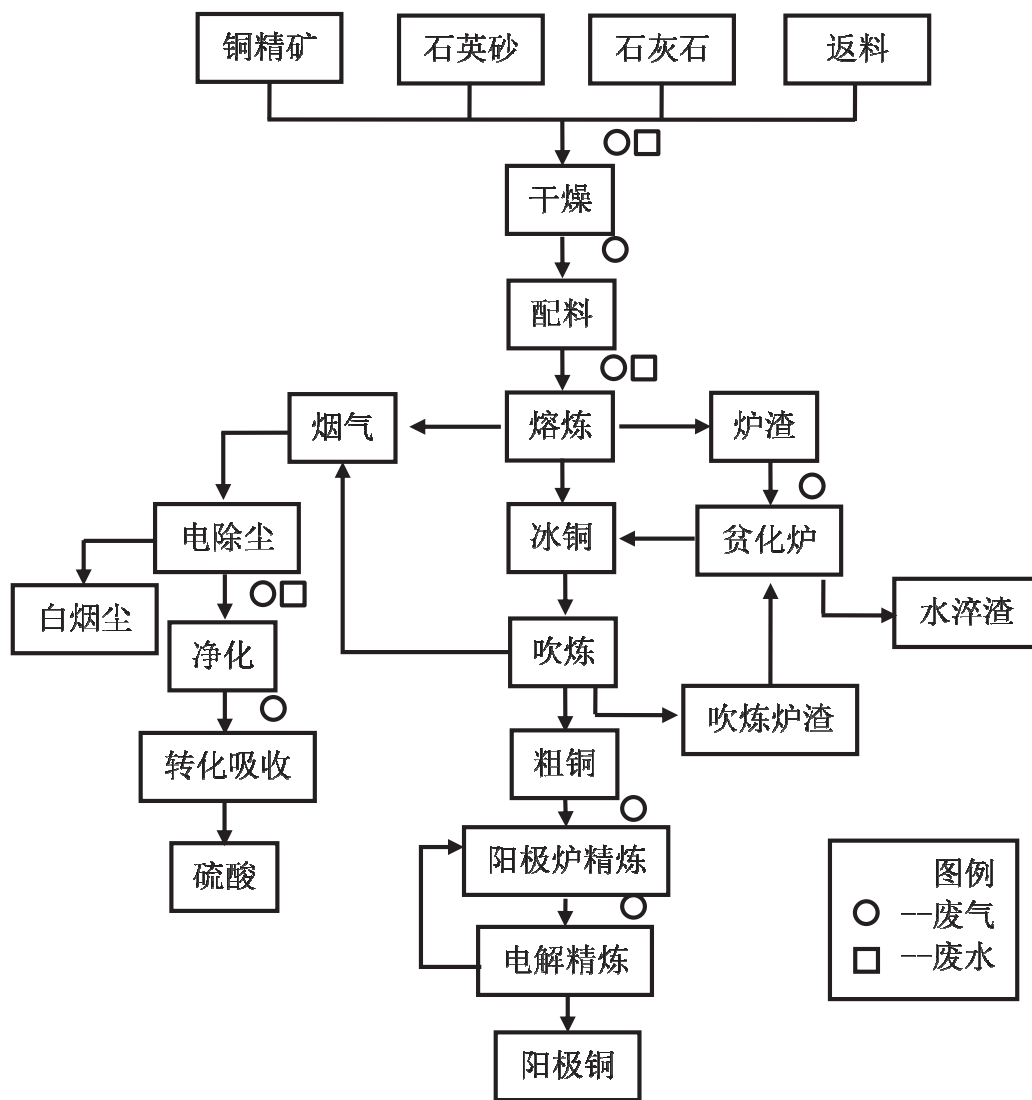 铜精矿
石英砂
石灰石
返料
干燥
配料
烟气
熔炼
炉渣
电除尘
冰铜
贫化炉
白烟尘
净化
吹炼
水淬渣
转化吸收
粗铜
吹炼炉渣
硫酸
阳极炉精炼
电解精炼
阳极铜
图例
--废气
--废水